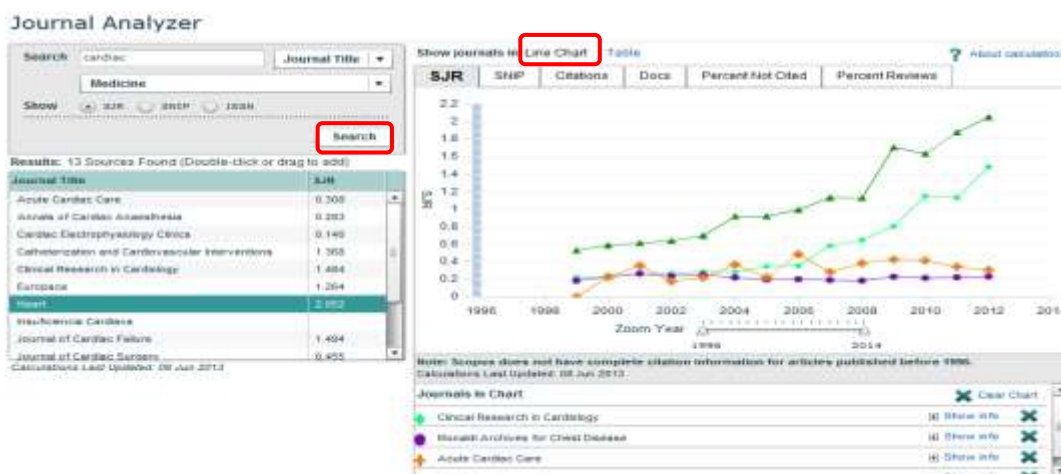 Journal Analyzer
Search cardiac Journal Title
Medicine
Show SJR SNIP ISSN
Search
Results: 13 Sources Found (Double-click or drag to add)
Journal Title SJR
Acute Cardiac Care 0.308
Annals of Cardiac Anaesthesia 0.283
Cardiac Electrophysiology Clinics 0.148
Catheterization and Cardiovascular Interventions 1.368
Clinical Research in Cardiology 1.484
Europace 1.264
Heart 2.052
Insuficiencia Cardiaca
Journal of Cardiac Failure 1.494
Journal of Cardiac Surgery 0.455
Calculations Last Updated: 08 Jun 2013
Show journals in: Line Chart Table
? About calculation
SJR SNIP Citations Docs Percent Not Cited Percent Reviews
2.2
2
1.8
1.6
1.4
1.2
1
0.8
0.6
0.4
0.2
0
SJR
1996 1998 2000 2002 2004 2006 2008 2010 2012 201
Zoom Year
1996 2014
Note: Scopus does not have complete citation information for articles published before 1996.
Calculations Last Updated: 08 Jun 2013
Journals in Chart Clear Chart
Clinical Research in Cardiology Show info
Monaldi Archives for Chest Disease Show info
Acute Cardiac Care Show info